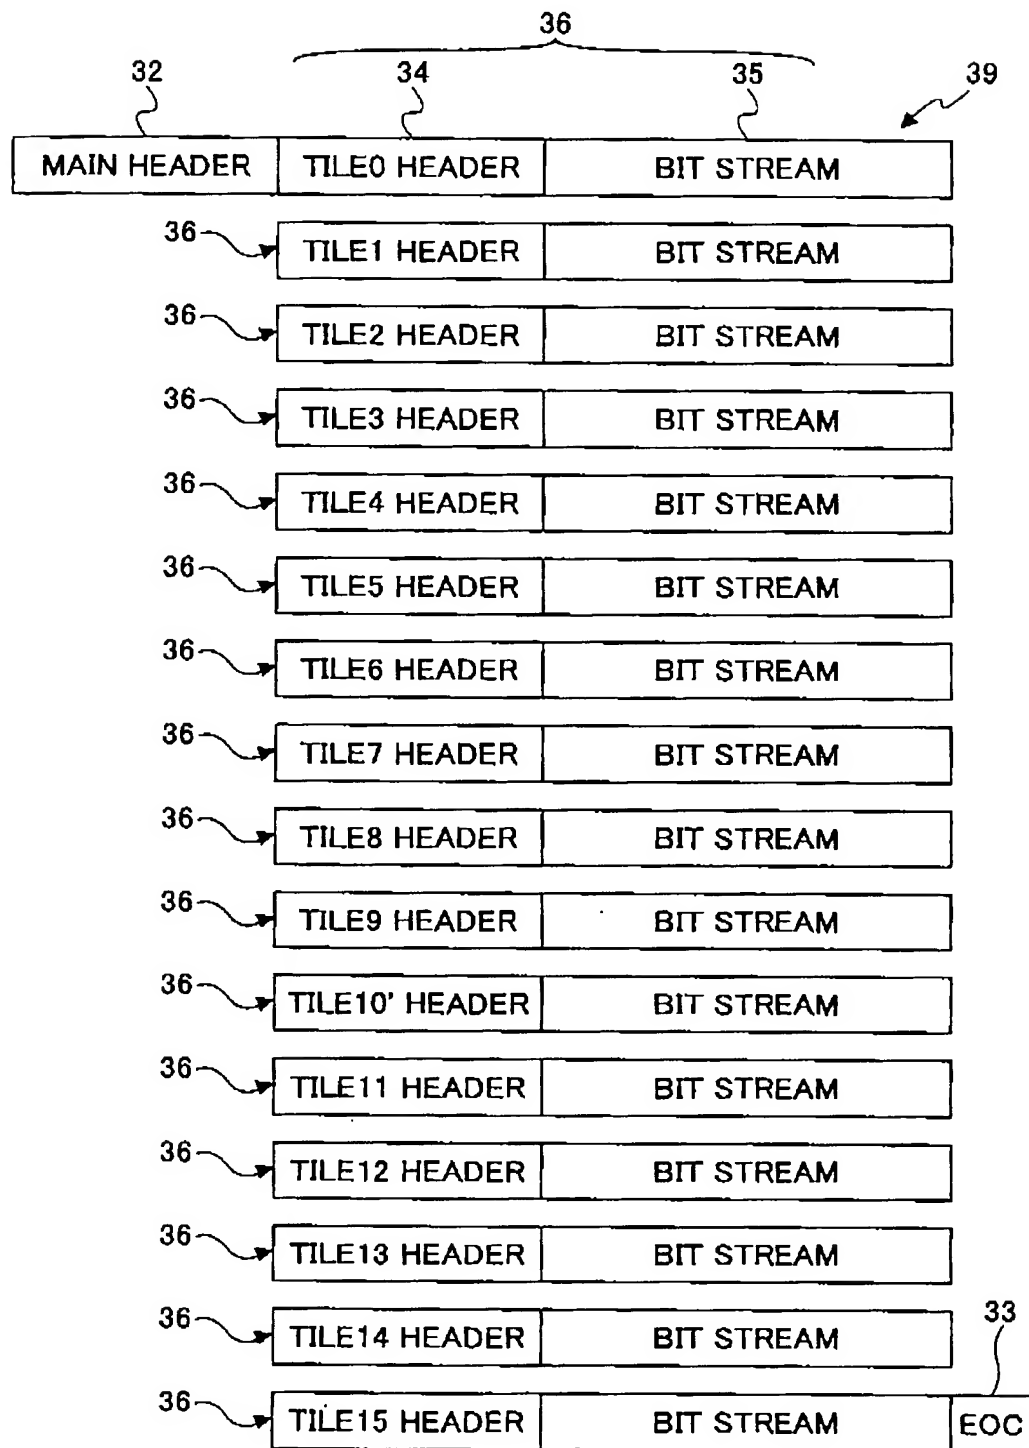 36
32 34 35 39
MAIN HEADER TILE0 HEADER BIT STREAM
36 TILE1 HEADER BIT STREAM
36 TILE2 HEADER BIT STREAM
36 TILE3 HEADER BIT STREAM
36 TILE4 HEADER BIT STREAM
36 TILE5 HEADER BIT STREAM
36 TILE6 HEADER BIT STREAM
36 TILE7 HEADER BIT STREAM
36 TILE8 HEADER BIT STREAM
36 TILE9 HEADER BIT STREAM
36 TILE10' HEADER BIT STREAM
36 TILE11 HEADER BIT STREAM
36 TILE12 HEADER BIT STREAM
36 TILE13 HEADER BIT STREAM
36 TILE14 HEADER BIT STREAM
33
36 TILE15 HEADER BIT STREAM EOC